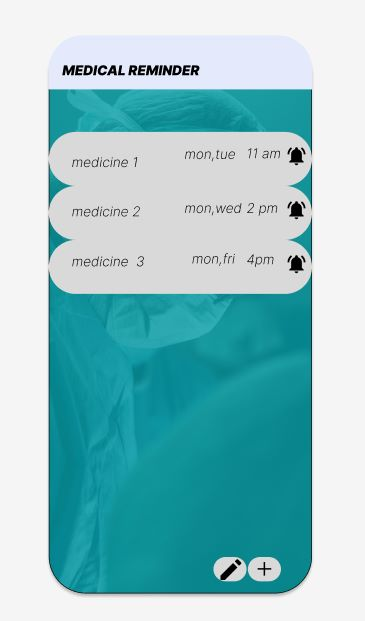 MEDICAL REMINDER
medicine 1 mon,tue 11 am
medicine 2 mon,wed 2 pm
medicine 3 mon,fri 4pm